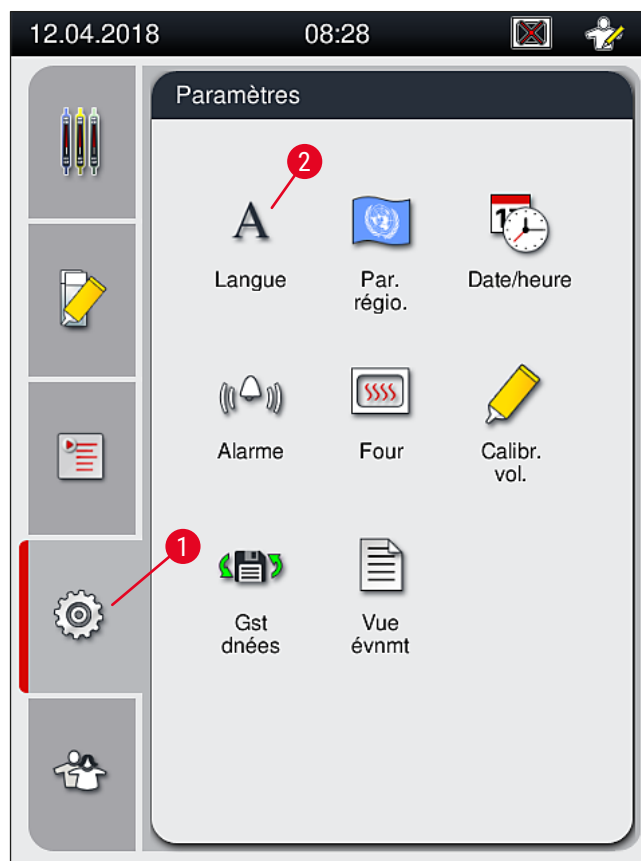 12.04.2018 08:28
Paramètres
2
Langue
Par.
régio.
Date/heure
Alarme
Four
Calibr.
vol.
1
Gst
dnées
Vue
évnmt